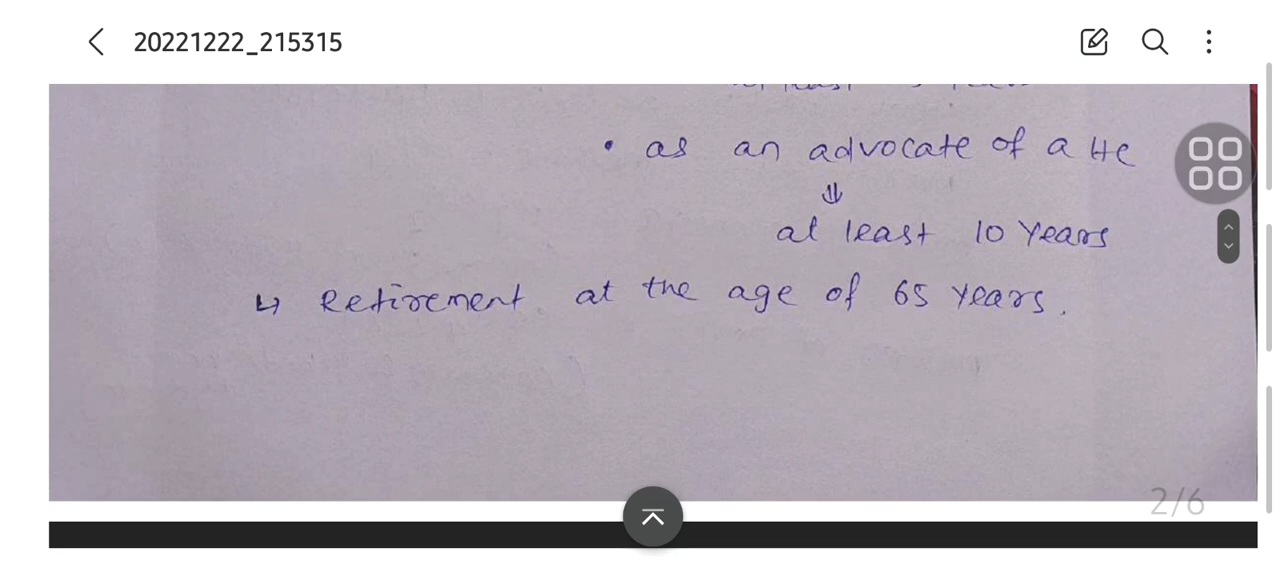 20221222_215315
• as an advocate of a HC
⇓
at least 10 Years
↳ Retirement at the age of 65 years.
2/6